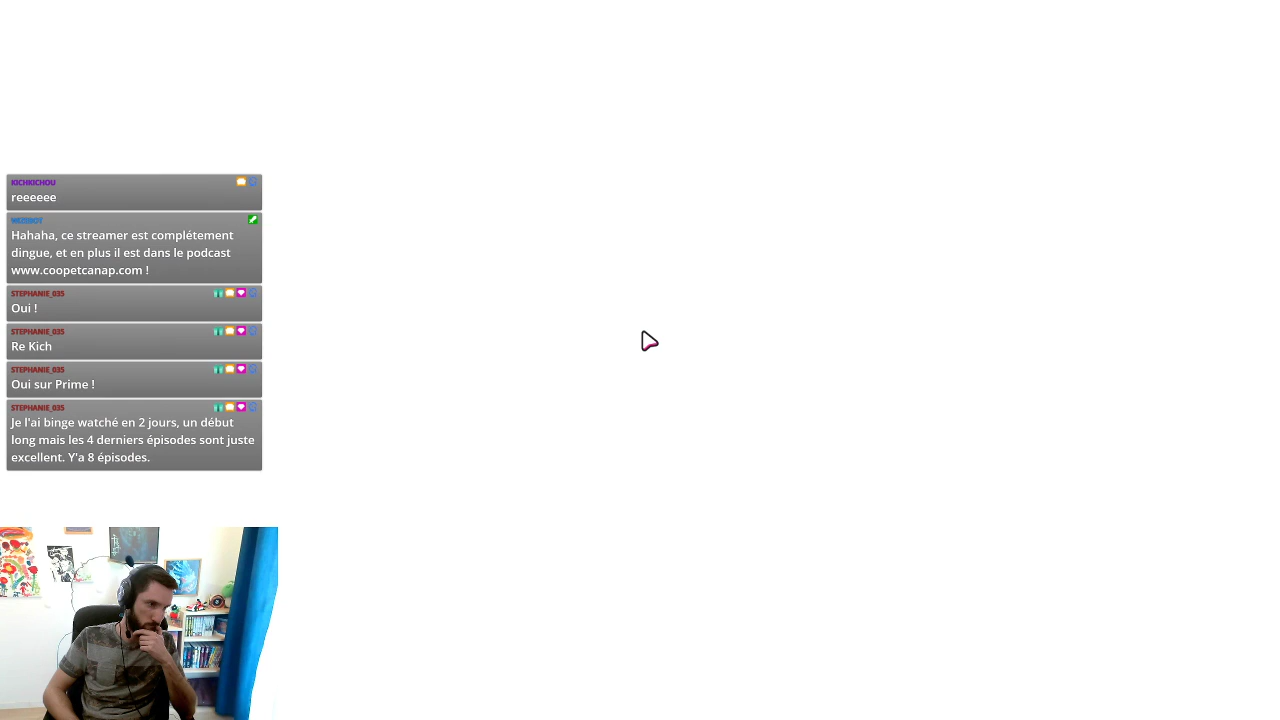 KICHKICHOU
reeeeee
WIZEBOT
Hahaha, ce streamer est complétement
dingue, et en plus il est dans le podcast
www.coopetcanap.com !
STEPHANIE_035
Oui !
STEPHANIE_035
Re Kich
STEPHANIE_035
Oui sur Prime !
STEPHANIE_035
Je l'ai binge watché en 2 jours, un début
long mais les 4 derniers épisodes sont juste
excellent. Y'a 8 épisodes.